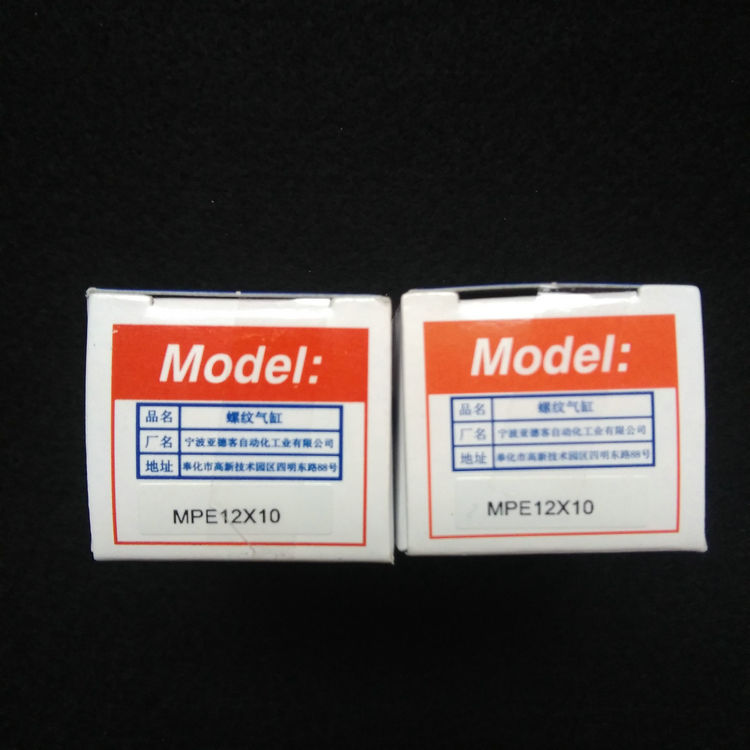 Model:
品名 螺纹气缸
厂名 宁波亚德客自动化工业有限公司
地址 奉化市高新技术园区四明东路88号
MPE12X10
Model:
品名 螺纹气缸
厂名 宁波亚德客自动化工业有限公司
地址 奉化市高新技术园区四明东路88号
MPE12X10